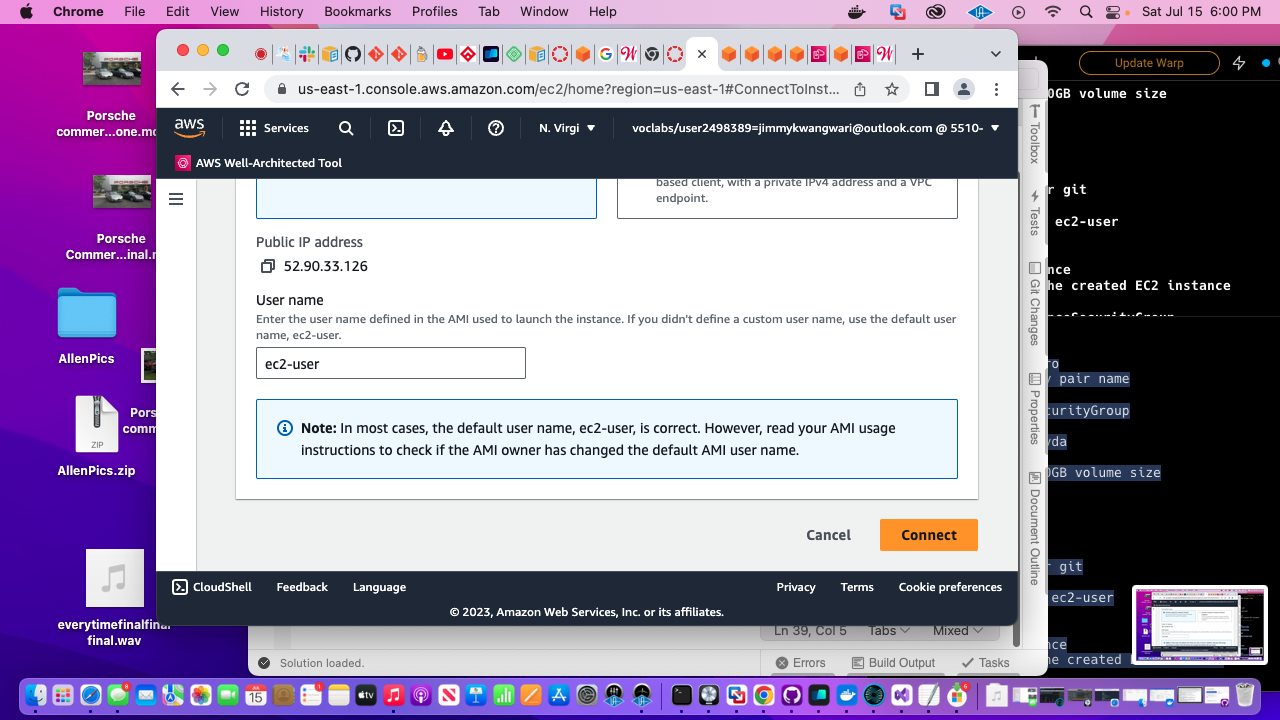 Chrome File Edit View History Bookmarks Profiles Tab Window Help
Sat Jul 15 6:00 PM
us-east-1.console.aws.amazon.com/ec2/home?region=us-east-1#ConnectToInst...
aws
Services
N. Virgi
/oclabs/user2498389=jimmykwangwari@outlook.com @ 5510-
AWS Well-Architected Tool
based client, with a private IPv4 address and a VPC
endpoint.
Public IP address
52.90.33.126
User name
Enter the user name defined in the AMI used to launch the instance. If you didn't define a custom user name, use the default user
name, ec2-user.
ec2-user
Note: In most cases, the default user name, ec2-user, is correct. However, read your AMI usage
instructions to check if the AMI owner has changed the default AMI user name.
Cancel Connect
CloudShell Feedback Language
Privacy Terms Cookie preferences
© 2023, Amazon Web Services, Inc. or its affiliates.
Porsche
commer...one.mo
Porsche
Commer...inal.m
AllenPics
Pors
comm
ZIP
AllenPics.zip
everytimefinalfinal
final.wav
Update Warp
0GB volume size
r git
ec2-user
nce
he created EC2 instance
ro
y pair name
curityGroup
vda
0GB volume size
r git
ec2-user
nce
he created
Toolbox
Tests
Git Changes
Properties
Document Outline
Ln 39, Col 5 Tabs Mixed
Solution loaded.
Errors Build Output Tasks